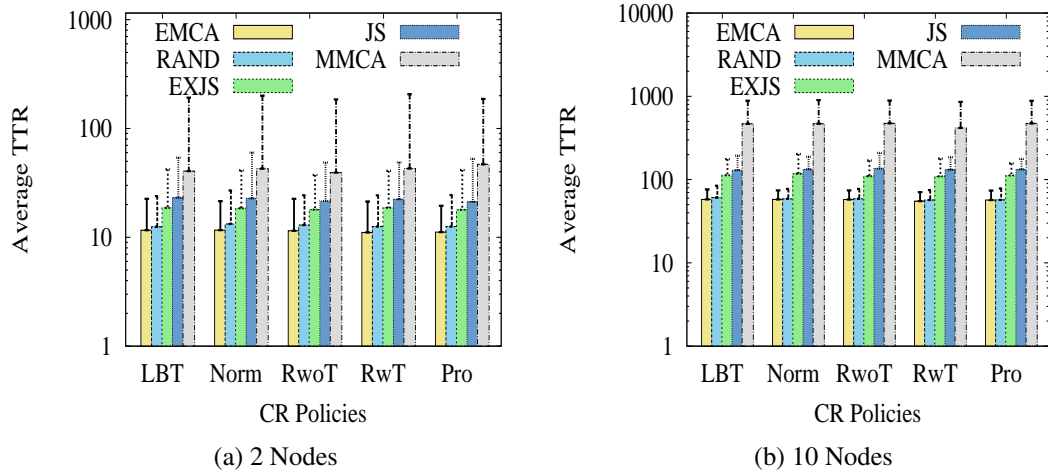 1000
100
10
1
Average TTR
EMCA
RAND
EXJS
JS
MMCA
LBT Norm RwoT RwT Pro
CR Policies
(a) 2 Nodes
10000
1000
100
10
1
Average TTR
EMCA
RAND
EXJS
JS
MMCA
LBT Norm RwoT RwT Pro
CR Policies
(b) 10 Nodes